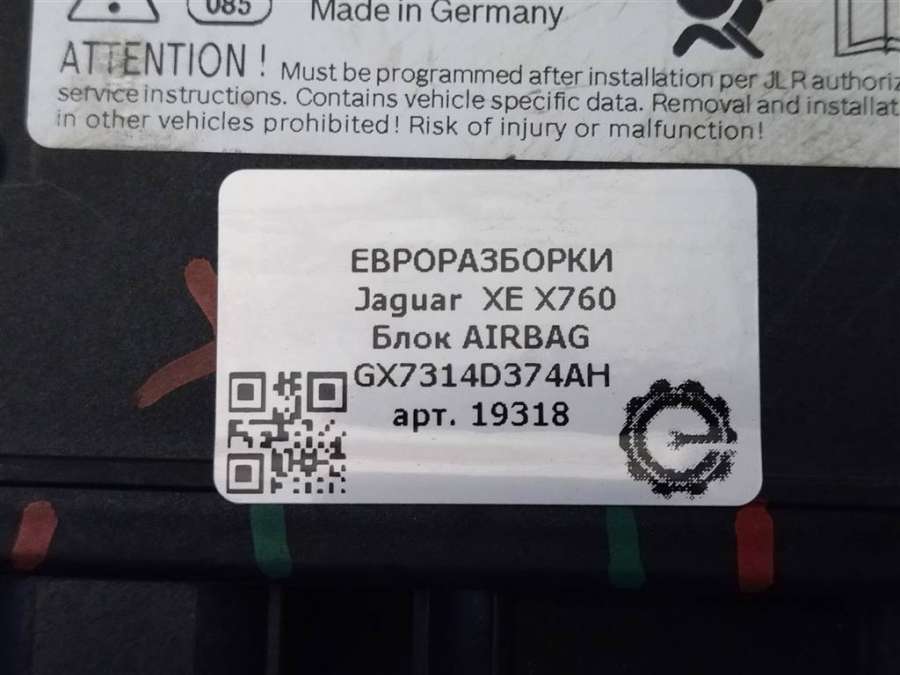 085
Made in Germany
ATTENTION ! Must be programmed after installation per JLR authoriz
service instructions. Contains vehicle specific data. Removal and installat
in other vehicles prohibited! Risk of injury or malfunction!
ЕВРОРАЗБОРКИ
Jaguar XE X760
Блок AIRBAG
GX7314D374AH
арт. 19318